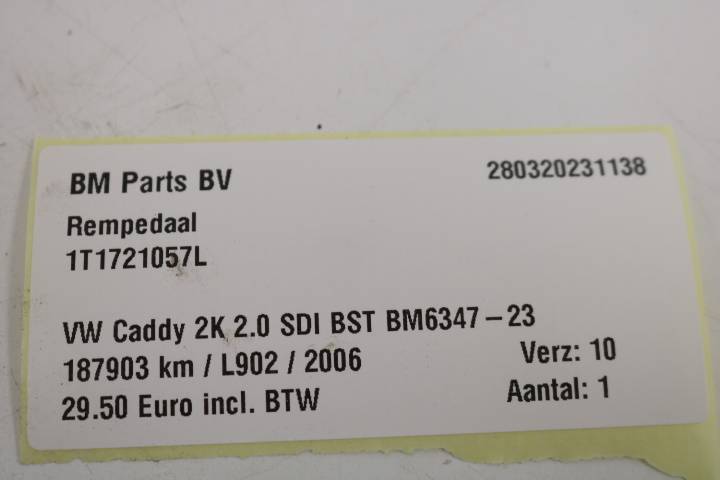 BM Parts BV 280320231138
Rempedaal
1T1721057L
VW Caddy 2K 2.0 SDI BST BM6347-23
187903 km / L902 / 2006 Verz: 10
29.50 Euro incl. BTW Aantal: 1